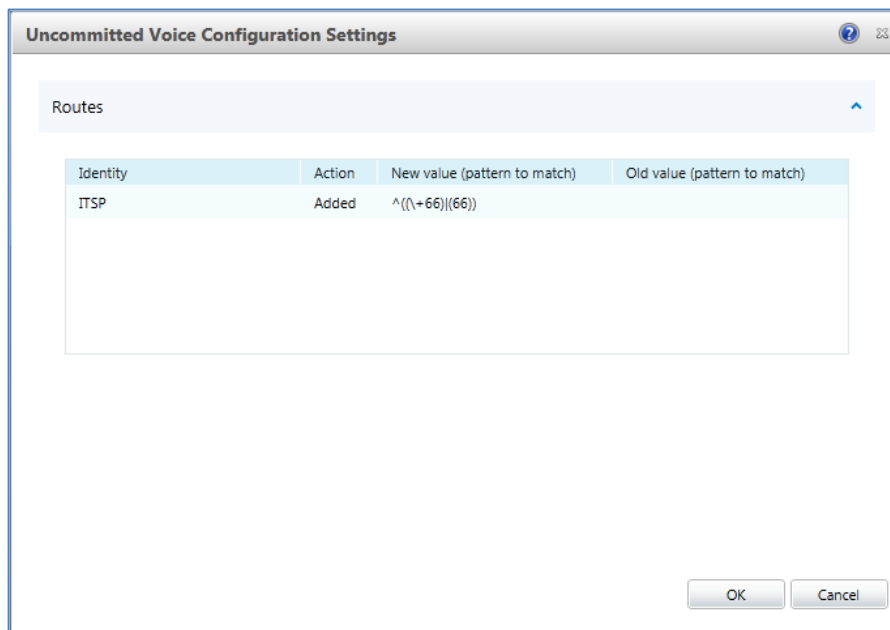 Uncommitted Voice Configuration Settings
Routes
Identity Action New value (pattern to match) Old value (pattern to match)
ITSP Added ^((\+66)|(66))
OK Cancel